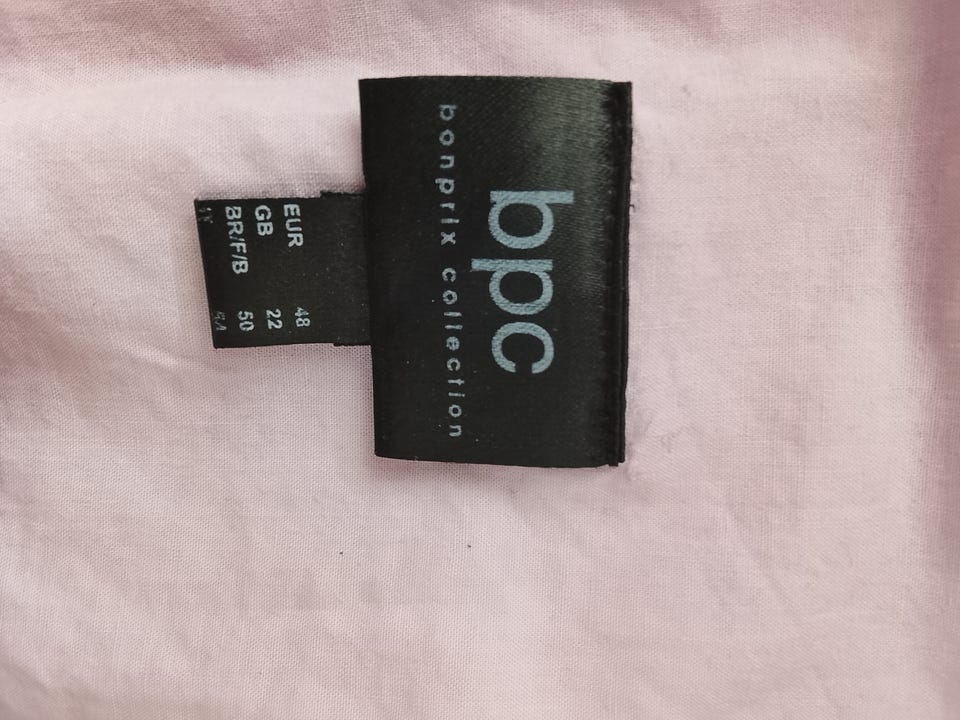 bpc
bonprix collection
EUR 48
GB 22
BR/F/B 50